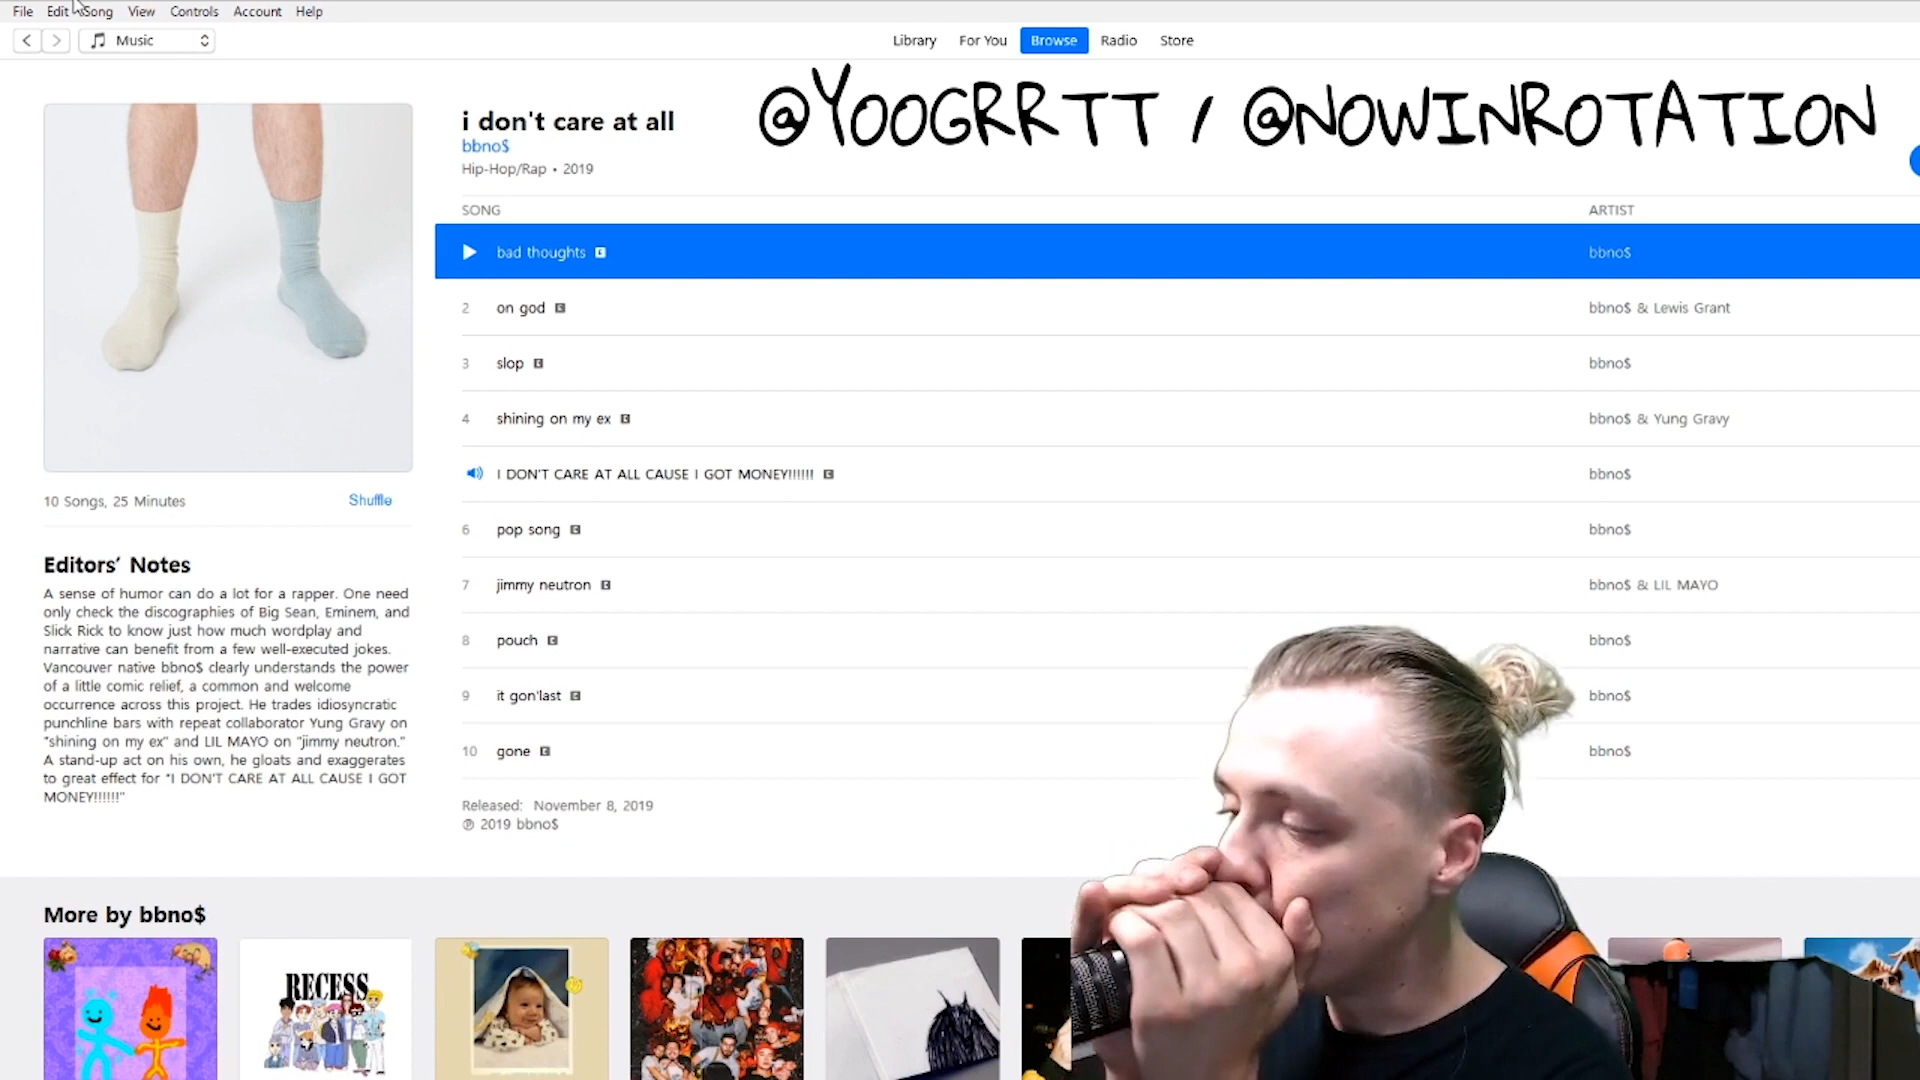 File Edit Song View Controls Account Help
Music
Library For You Browse Radio Store
@YOOGRRTT / @NOWINROTATION
i don't care at all
bbno$
Hip-Hop/Rap • 2019
SONG ARTIST
bad thoughts E bbno$
2 on god E bbno$ & Lewis Grant
3 slop E bbno$
4 shining on my ex E bbno$ & Yung Gravy
I DON'T CARE AT ALL CAUSE I GOT MONEY!!!!!! E bbno$
6 pop song E bbno$
7 jimmy neutron E bbno$ & LIL MAYO
8 pouch E bbno$
9 it gon'last E bbno$
10 gone E bbno$
Released: November 8, 2019
℗ 2019 bbno$
10 Songs, 25 Minutes Shuffle
Editors’ Notes
A sense of humor can do a lot for a rapper. One need
only check the discographies of Big Sean, Eminem, and
Slick Rick to know just how much wordplay and
narrative can benefit from a few well-executed jokes.
Vancouver native bbno$ clearly understands the power
of a little comic relief, a common and welcome
occurrence across this project. He trades idiosyncratic
punchline bars with repeat collaborator Yung Gravy on
"shining on my ex" and LIL MAYO on "jimmy neutron."
A stand-up act on his own, he gloats and exaggerates
to great effect for "I DON'T CARE AT ALL CAUSE I GOT
MONEY!!!!!!"
More by bbno$
RECESS